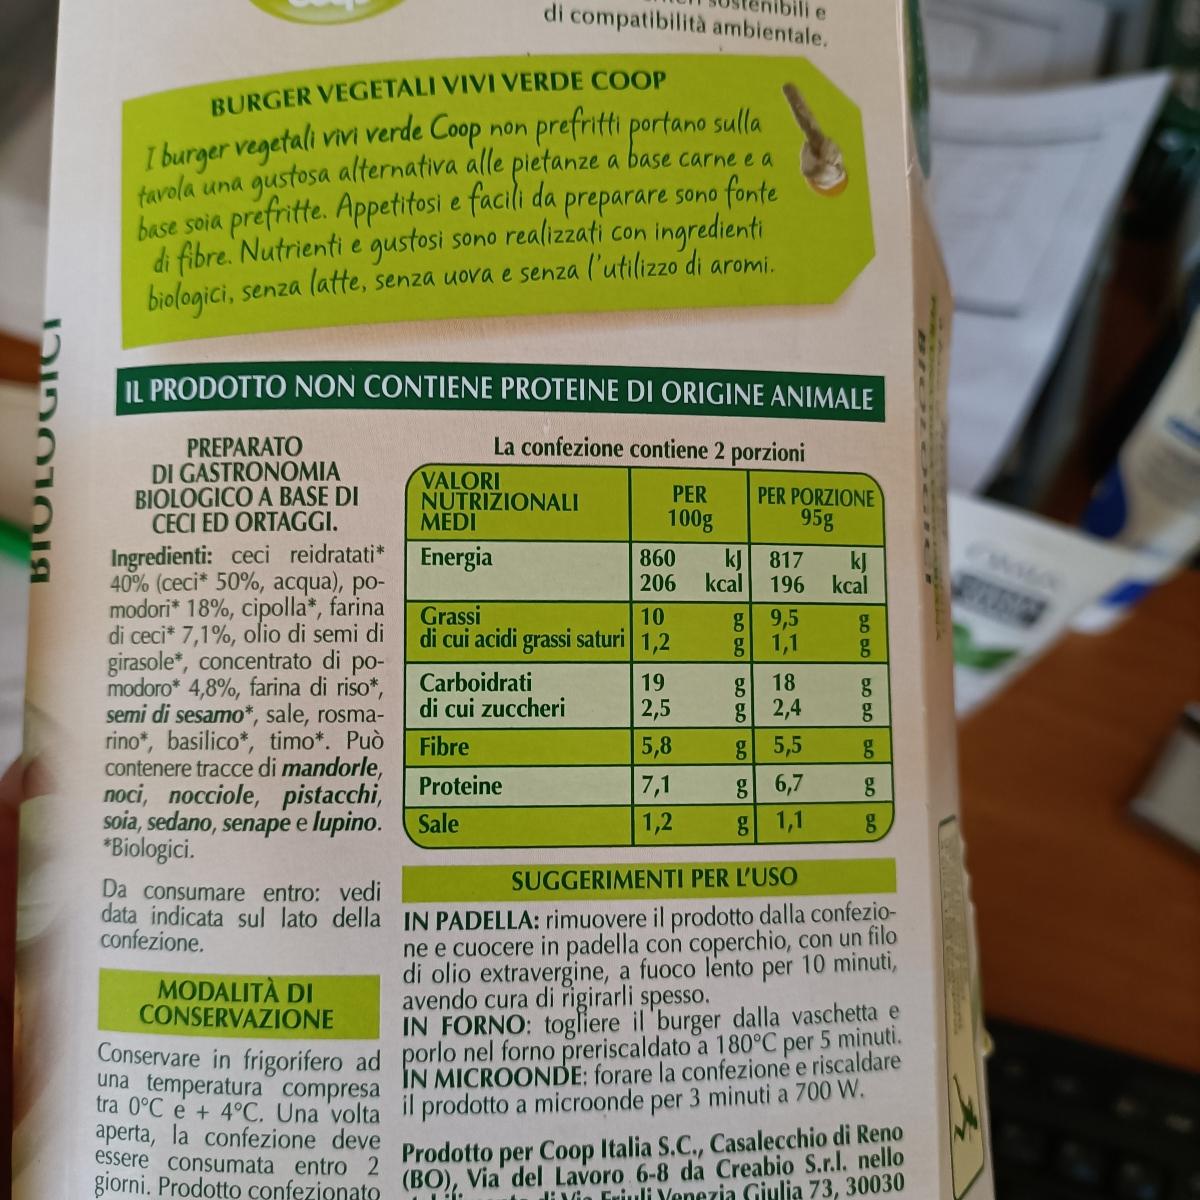 sostenibili e
di compatibilità ambientale.
BURGER VEGETALI VIVI VERDE COOP
I burger vegetali vivi verde Coop non prefritti portano sulla
tavola una gustosa alternativa alle pietanze a base carne e a
base soia prefritte. Appetitosi e facili da preparare sono fonte
di fibre. Nutrienti e gustosi sono realizzati con ingredienti
biologici, senza latte, senza uova e senza l'utilizzo di aromi.
IL PRODOTTO NON CONTIENE PROTEINE DI ORIGINE ANIMALE
BIOLOGICI
PREPARATO
DI GASTRONOMIA
BIOLOGICO A BASE DI
CECI ED ORTAGGI.
Ingredienti: ceci reidratati*
40% (ceci* 50%, acqua), po-
modori* 18%, cipolla*, farina
di ceci* 7,1%, olio di semi di
girasole*, concentrato di po-
modoro* 4,8%, farina di riso*,
semi di sesamo*, sale, rosma-
rino*, basilico*, timo*. Può
contenere tracce di mandorle,
noci, nocciole, pistacchi,
soia, sedano, senape e lupino.
*Biologici.
Da consumare entro: vedi
data indicata sul lato della
confezione.
MODALITÀ DI
CONSERVAZIONE
Conservare in frigorifero ad
una temperatura compresa
tra 0°C e + 4°C. Una volta
aperta, la confezione deve
essere consumata entro 2
giorni. Prodotto confezionato
La confezione contiene 2 porzioni
VALORI
NUTRIZIONALI
MEDI
PER
100g
PER PORZIONE
95g
Energia 860 kJ 817 kJ
206 kcal 196 kcal
Grassi 10 g 9,5 g
di cui acidi grassi saturi 1,2 g 1,1 g
Carboidrati 19 g 18 g
di cui zuccheri 2,5 g 2,4 g
Fibre 5,8 g 5,5 g
Proteine 7,1 g 6,7 g
Sale 1,2 g 1,1 g
SUGGERIMENTI PER L'USO
IN PADELLA: rimuovere il prodotto dalla confezio-
ne e cuocere in padella con coperchio, con un filo
di olio extravergine, a fuoco lento per 10 minuti,
avendo cura di rigirarli spesso.
IN FORNO: togliere il burger dalla vaschetta e
porlo nel forno preriscaldato a 180°C per 5 minuti.
IN MICROONDE: forare la confezione e riscaldare
il prodotto a microonde per 3 minuti a 700 W.
Prodotto per Coop Italia S.C., Casalecchio di Reno
(BO), Via del Lavoro 6-8 da Creabio S.r.l. nello
di Via Friuli Venezia Giulia 73, 30030